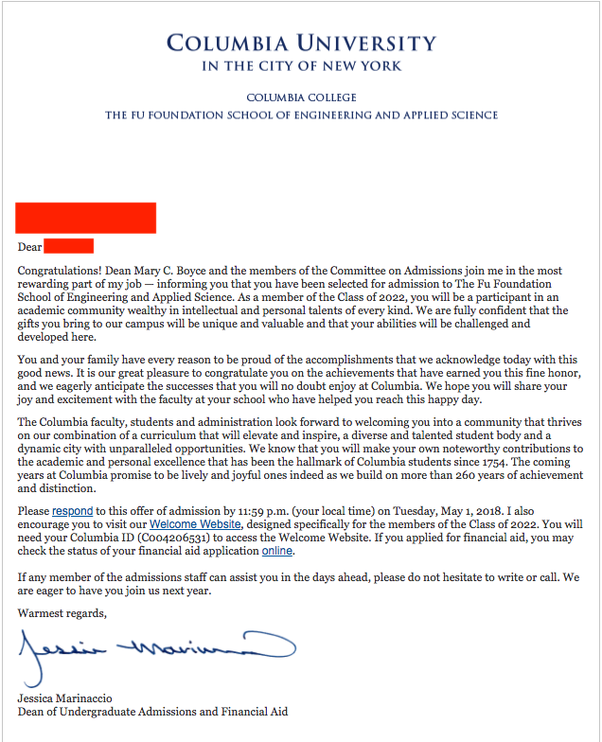 COLUMBIA UNIVERSITY
IN THE CITY OF NEW YORK
COLUMBIA COLLEGE
THE FU FOUNDATION SCHOOL OF ENGINEERING AND APPLIED SCIENCE
Dear
Congratulations! Dean Mary C. Boyce and the members of the Committee on Admissions join me in the most
rewarding part of my job — informing you that you have been selected for admission to The Fu Foundation
School of Engineering and Applied Science. As a member of the Class of 2022, you will be a participant in an
academic community wealthy in intellectual and personal talents of every kind. We are fully confident that the
gifts you bring to our campus will be unique and valuable and that your abilities will be challenged and
developed here.
You and your family have every reason to be proud of the accomplishments that we acknowledge today with this
good news. It is our great pleasure to congratulate you on the achievements that have earned you this fine honor,
and we eagerly anticipate the successes that you will no doubt enjoy at Columbia. We hope you will share your
joy and excitement with the faculty at your school who have helped you reach this happy day.
The Columbia faculty, students and administration look forward to welcoming you into a community that thrives
on our combination of a curriculum that will elevate and inspire, a diverse and talented student body and a
dynamic city with unparalleled opportunities. We know that you will make your own noteworthy contributions to
the academic and personal excellence that has been the hallmark of Columbia students since 1754. The coming
years at Columbia promise to be lively and joyful ones indeed as we build on more than 260 years of achievement
and distinction.
Please respond to this offer of admission by 11:59 p.m. (your local time) on Tuesday, May 1, 2018. I also
encourage you to visit our Welcome Website, designed specifically for the members of the Class of 2022. You will
need your Columbia ID (C004206531) to access the Welcome Website. If you applied for financial aid, you may
check the status of your financial aid application online.
If any member of the admissions staff can assist you in the days ahead, please do not hesitate to write or call. We
are eager to have you join us next year.
Warmest regards,
Jessica Marinaccio
Jessica Marinaccio
Dean of Undergraduate Admissions and Financial Aid